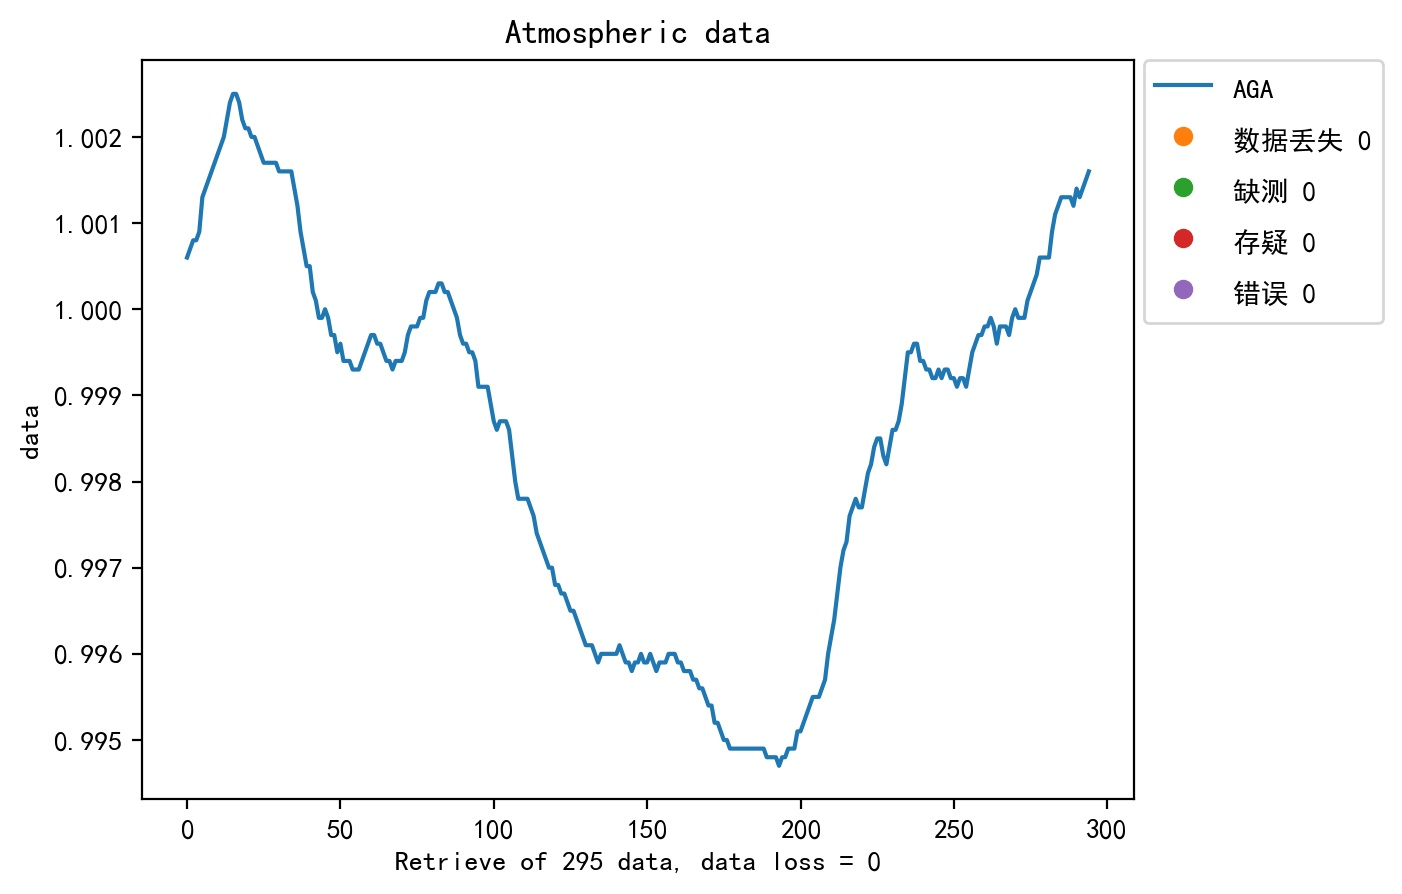 Atmospheric data
AGA
数据丢失 0
缺测 0
存疑 0
错误 0
1.002
1.001
1.000
0.999
0.998
0.997
0.996
0.995
data
0 50 100 150 200 250 300
Retrieve of 295 data, data loss = 0